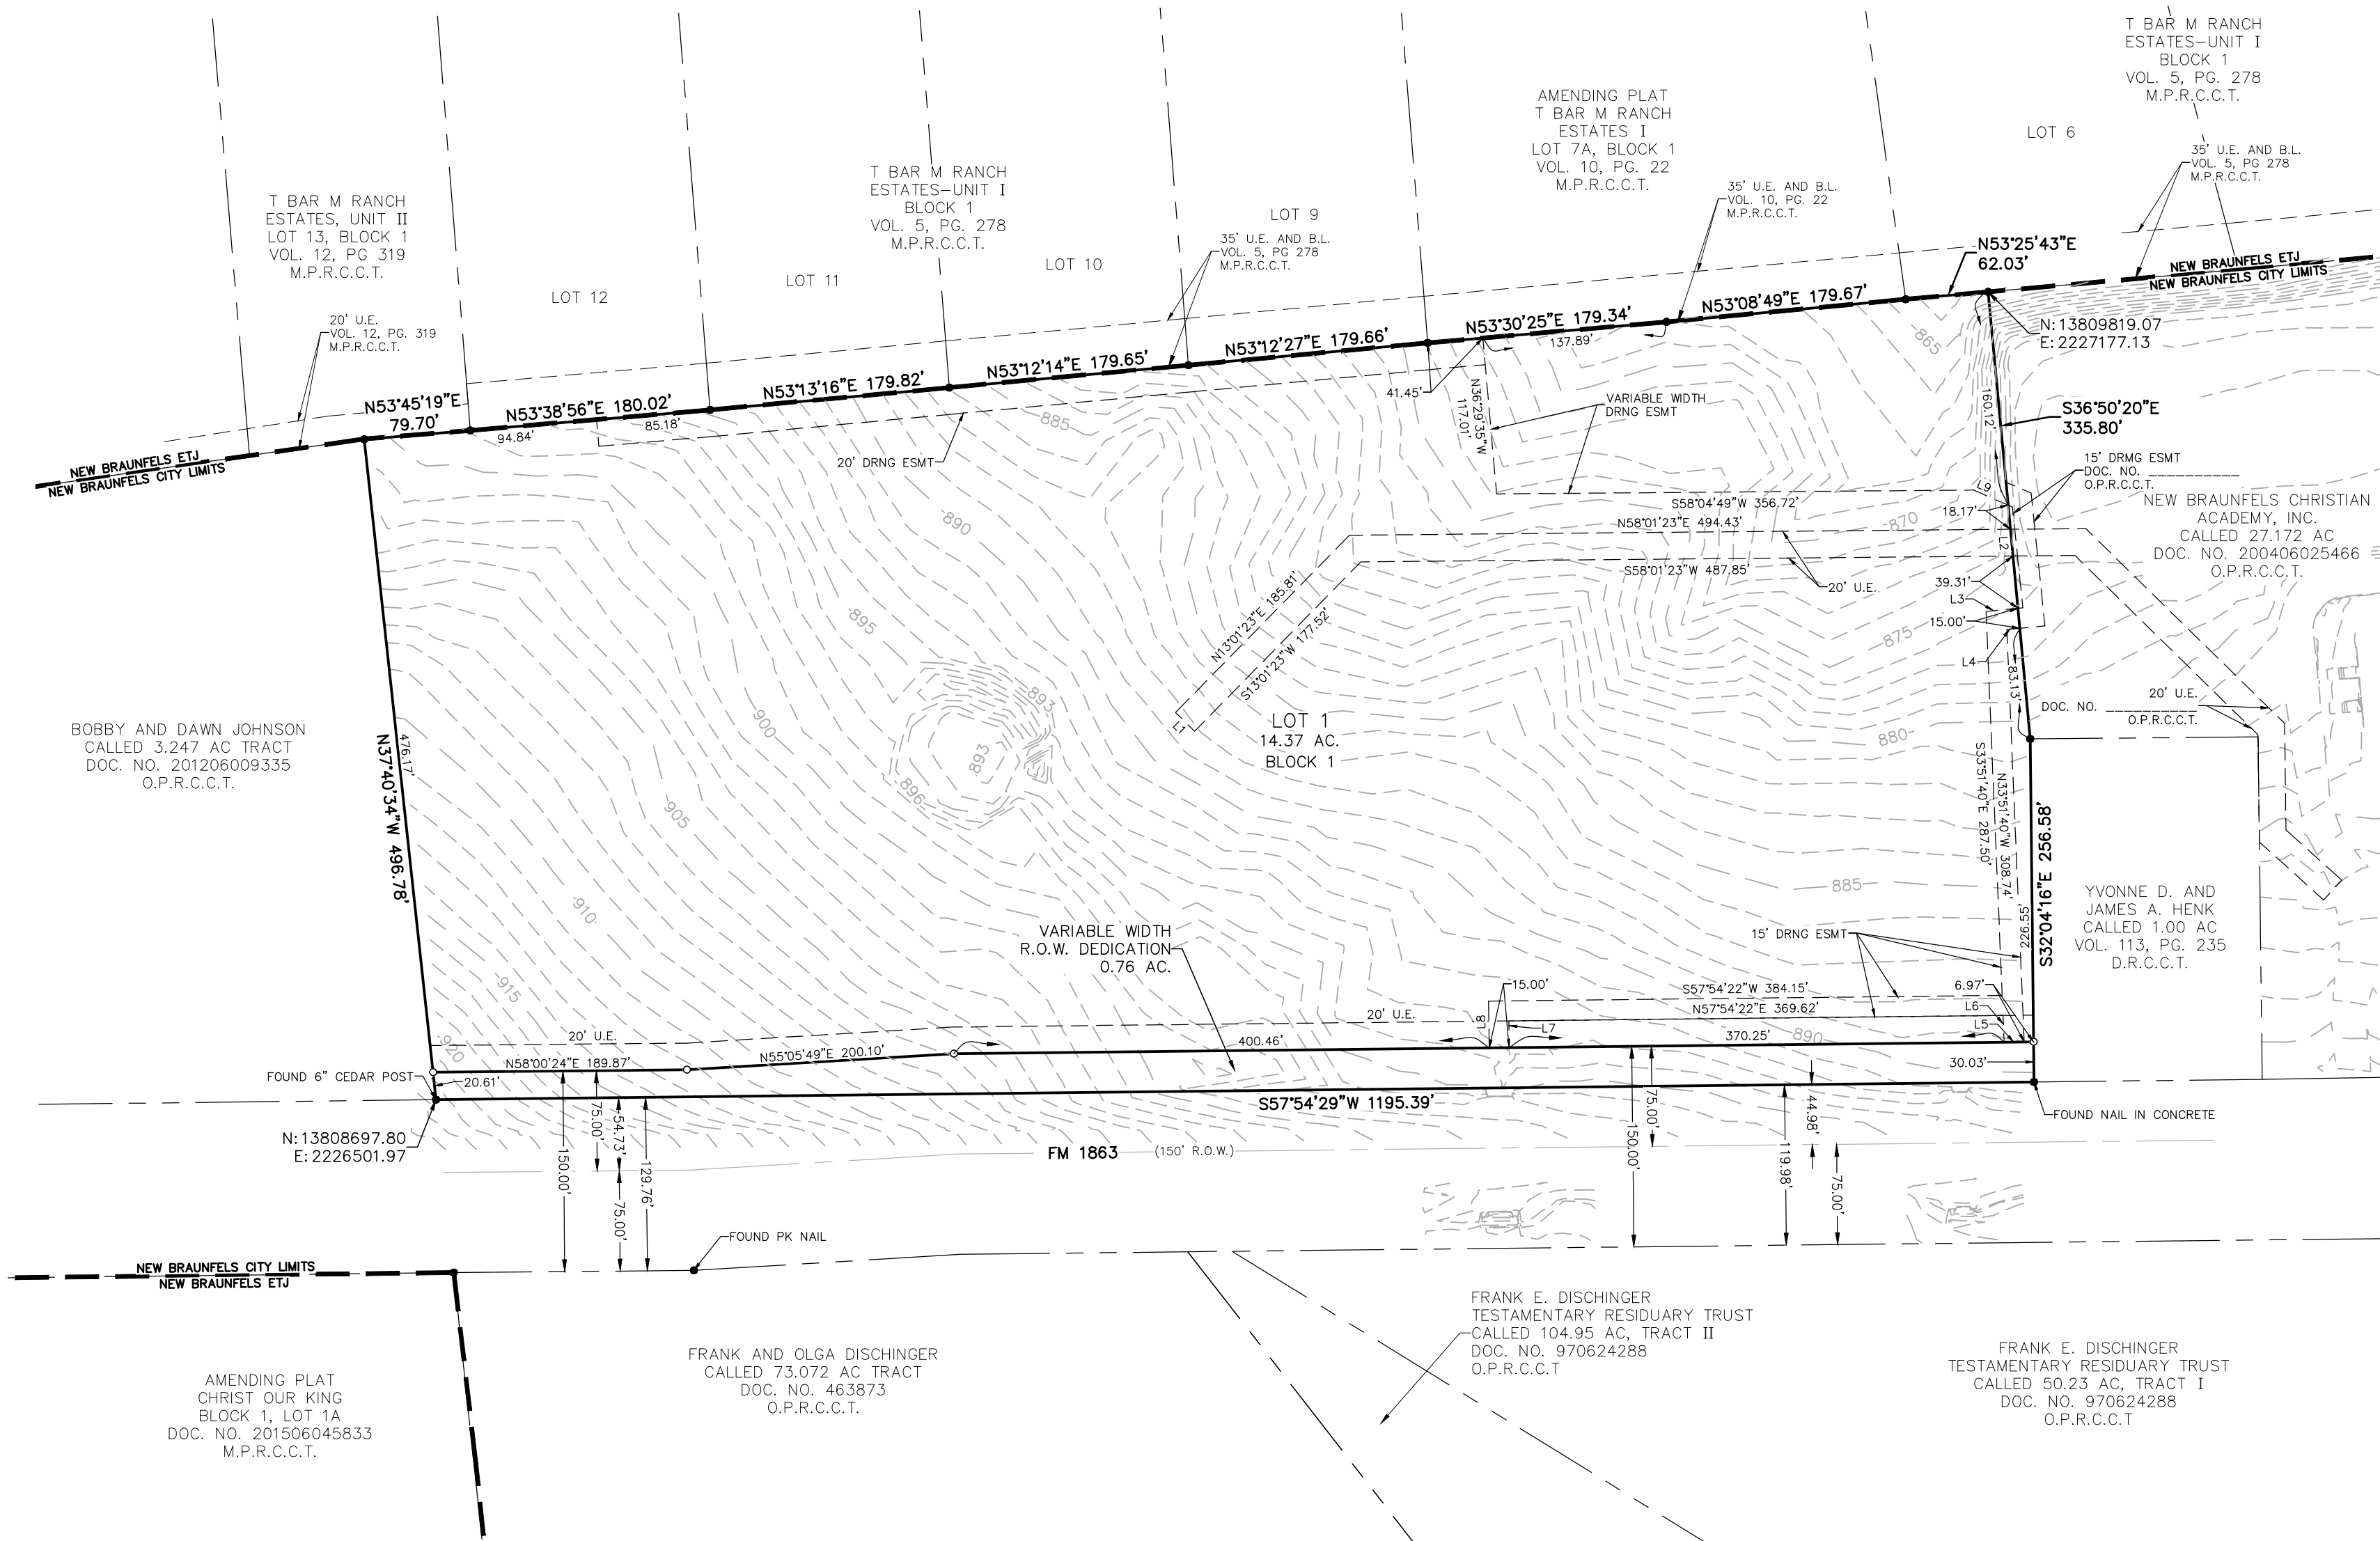 T BAR M RANCH
ESTATES-UNIT I
BLOCK 1
VOL. 5, PG. 278
M.P.R.C.C.T.
AMENDING PLAT
T BAR M RANCH
ESTATES I
LOT 7A, BLOCK 1
VOL. 10, PG. 22
M.P.R.C.C.T.
LOT 6
35' U.E. AND B.L.
VOL. 5, PG 278
M.P.R.C.C.T.
T BAR M RANCH
ESTATES-UNIT I
BLOCK 1
VOL. 5, PG. 278
M.P.R.C.C.T.
T BAR M RANCH
ESTATES, UNIT II
LOT 13, BLOCK 1
VOL. 12, PG 319
M.P.R.C.C.T.
35' U.E. AND B.L.
VOL. 10, PG. 22
M.P.R.C.C.T.
LOT 9
35' U.E. AND B.L.
VOL. 5, PG 278
M.P.R.C.C.T.
LOT 10
LOT 11
LOT 12
20' U.E.
VOL. 12, PG. 319
M.P.R.C.C.T.
N53°25'43"E
62.03'
NEW BRAUNFELS ETJ
NEW BRAUNFELS CITY LIMITS
N53°45'19"E
79.70'
N53°38'56"E 180.02'
94.84'
85.18'
N53°13'16"E 179.82'
N53°12'14"E 179.65'
N53°12'27"E 179.66'
N53°30'25"E 179.34'
137.89'
N53°08'49"E 179.67'
41.45'
N: 13809819.07
E: 2227177.13
NEW BRAUNFELS ETJ
NEW BRAUNFELS CITY LIMITS
20' DRNG ESMT
N36°29'35"W
117.01'
VARIABLE WIDTH
DRNG ESMT
865
885
160.12'
S36°50'20"E
335.80'
15' DRMG ESMT
DOC. NO. ___________
O.P.R.C.C.T.
NEW BRAUNFELS CHRISTIAN
ACADEMY, INC.
CALLED 27.172 AC
DOC. NO. 200406025466
O.P.R.C.C.T.
L9
S58°04'49"W 356.72'
18.17'
N58°01'23"E 494.43'
870
890
L2
S58°01'23"W 487.85'
20' U.E.
39.31'
L3
15.00'
L4
N13°01'23"E 185.81'
S13°01'23"W 177.52'
895
875
83.13'
20' U.E.
DOC. NO. ___________
O.P.R.C.C.T.
893
900
893
896
905
880
LOT 1
14.37 AC.
BLOCK 1
BOBBY AND DAWN JOHNSON
CALLED 3.247 AC TRACT
DOC. NO. 201206009335
O.P.R.C.C.T.
476.17'
N37°40'34"W 496.78'
S33°51'40"E 287.50'
N33°51'40"W 308.74'
S32°04'16"E 256.58'
226.55'
885
910
YVONNE D. AND
JAMES A. HENK
CALLED 1.00 AC
VOL. 113, PG. 235
D.R.C.C.T.
VARIABLE WIDTH
R.O.W. DEDICATION
0.76 AC.
15' DRNG ESMT
915
15.00'
S57°54'22"W 384.15'
6.97'
N57°54'22"E 369.62'
L6
L5
L8
L7
20' U.E.
20' U.E.
920
890
400.46'
370.25'
N58°00'24"E 189.87'
N55°05'49"E 200.10'
30.03'
FOUND 6" CEDAR POST
20.61'
S57°54'29"W 1195.39'
FOUND NAIL IN CONCRETE
N: 13808697.80
E: 2226501.97
FM 1863
(150' R.O.W.)
150.00'
75.00'
54.73'
75.00'
129.76'
150.00'
75.00'
119.98'
44.98'
75.00'
FOUND PK NAIL
NEW BRAUNFELS CITY LIMITS
NEW BRAUNFELS ETJ
AMENDING PLAT
CHRIST OUR KING
BLOCK 1, LOT 1A
DOC. NO. 201506045833
M.P.R.C.C.T.
FRANK AND OLGA DISCHINGER
CALLED 73.072 AC TRACT
DOC. NO. 463873
O.P.R.C.C.T.
FRANK E. DISCHINGER
TESTAMENTARY RESIDUARY TRUST
CALLED 104.95 AC, TRACT II
DOC. NO. 970624288
O.P.R.C.C.T
FRANK E. DISCHINGER
TESTAMENTARY RESIDUARY TRUST
CALLED 50.23 AC, TRACT I
DOC. NO. 970624288
O.P.R.C.C.T